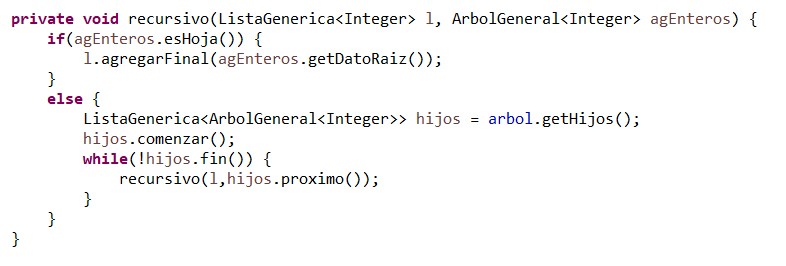 private void recursivo(ListaGenerica<Integer> l, ArbolGeneral<Integer> agEnteros) {
    if(agEnteros.esHoja()) {
        l.agregarFinal(agEnteros.getDatoRaiz());
    }
    else {
        ListaGenerica<ArbolGeneral<Integer>> hijos = arbol.getHijos();
        hijos.comenzar();
        while(!hijos.fin()) {
            recursivo(l,hijos.proximo());
        }
    }
}